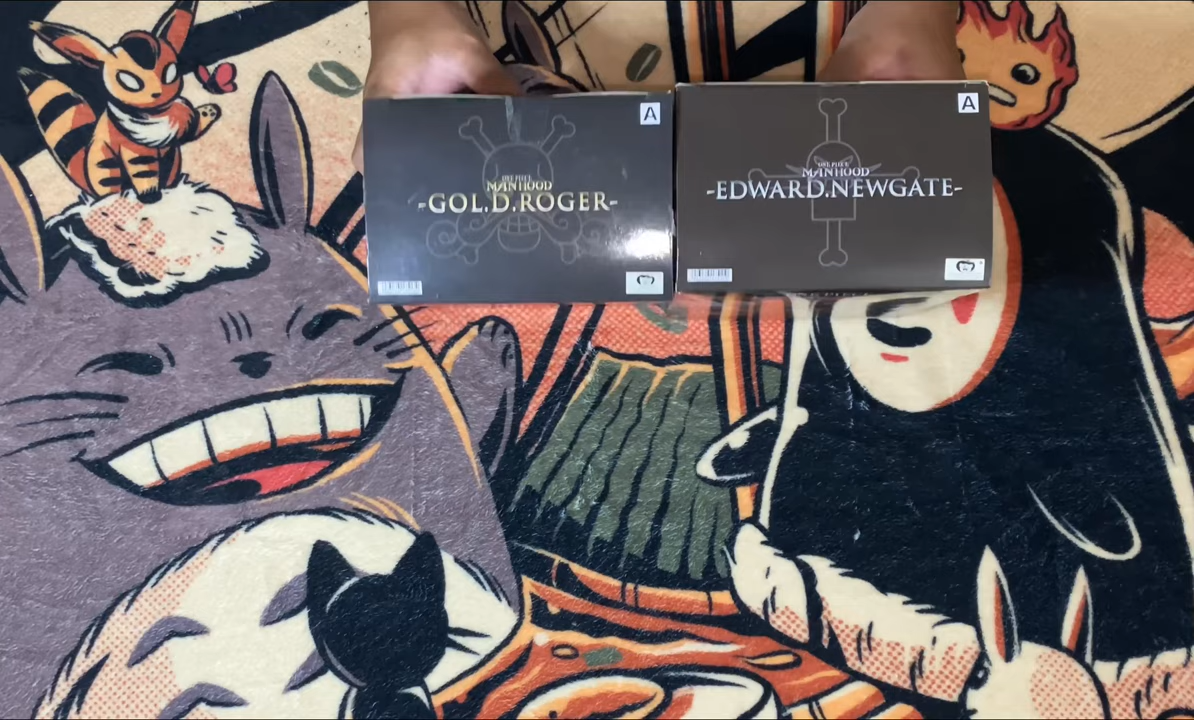 A
ONE PIECE
MANHOOD
-GOL.D.ROGER-
A
ONE PIECE
MANHOOD
-EDWARD.NEWGATE-